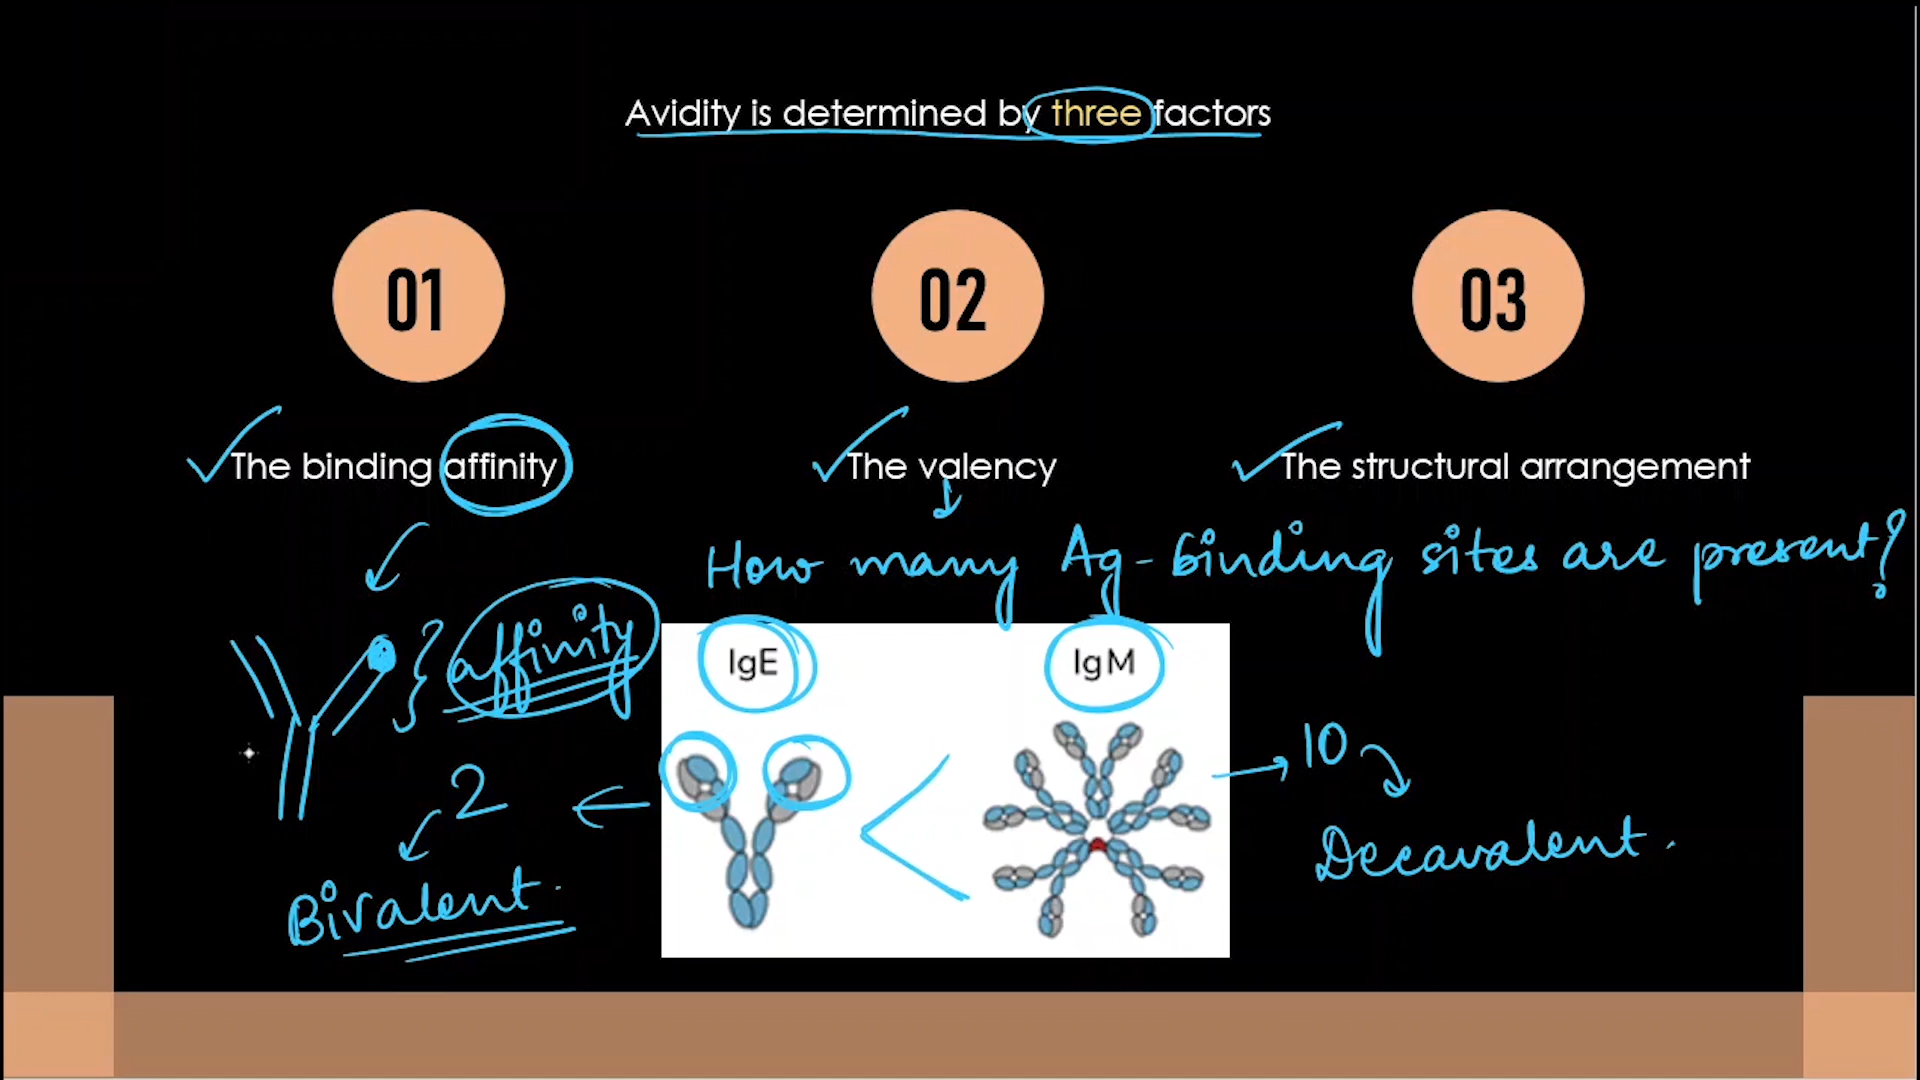 Avidity is determined by three factors
01
02
03
The binding affinity
The valency
The structural arrangement
How many Ag-binding sites are present?
affinity
IgE
IgM
2
10
Bivalent.
Decavalent.